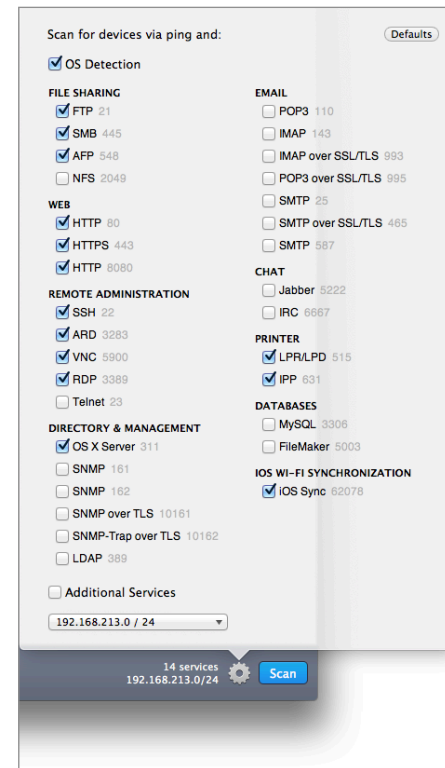 Scan for devices via ping and:
Defaults
OS Detection
FILE SHARING
FTP 21
SMB 445
AFP 548
NFS 2049
WEB
HTTP 80
HTTPS 443
HTTP 8080
REMOTE ADMINISTRATION
SSH 22
ARD 3283
VNC 5900
RDP 3389
Telnet 23
DIRECTORY & MANAGEMENT
OS X Server 311
SNMP 161
SNMP 162
SNMP over TLS 10161
SNMP-Trap over TLS 10162
LDAP 389
EMAIL
POP3 110
IMAP 143
IMAP over SSL/TLS 993
POP3 over SSL/TLS 995
SMTP 25
SMTP over SSL/TLS 465
SMTP 587
CHAT
Jabber 5222
IRC 6667
PRINTER
LPR/LPD 515
IPP 631
DATABASES
MySQL 3306
FileMaker 5003
IOS WI-FI SYNCHRONIZATION
iOS Sync 62078
Additional Services
192.168.213.0 / 24
14 services
192.168.213.0/24
Scan